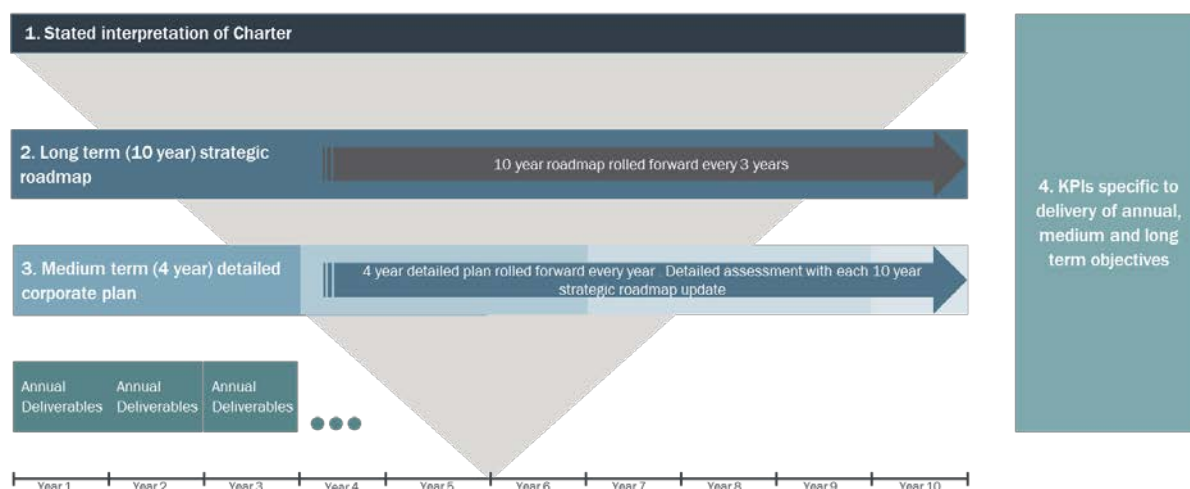 1. Stated interpretation of Charter
2. Long term (10 year) strategic
roadmap
10 year roadmap rolled forward every 3 years
3. Medium term (4 year) detailed
corporate plan
4 year detailed plan rolled forward every year . Detailed assessment with each 10 year
strategic roadmap update
4. KPIs specific to
delivery of annual,
medium and long
term objectives
Annual
Deliverables
Annual
Deliverables
Annual
Deliverables
Year 1
Year 2
Year 3
Year 4
Year 5
Year 6
Year 7
Year 8
Year 9
Year 10